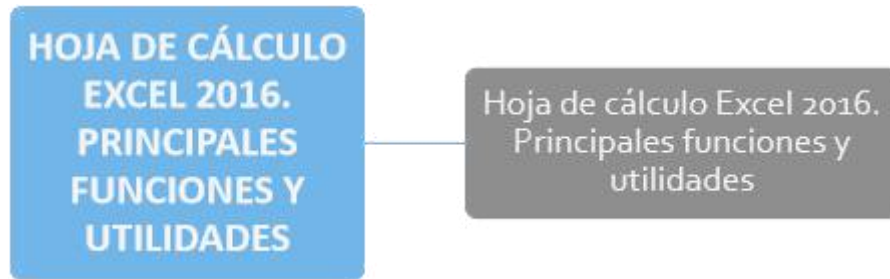 HOJA DE CÁLCULO
EXCEL 2016.
PRINCIPALES
FUNCIONES Y
UTILIDADES
Hoja de cálculo Excel 2016.
Principales funciones y
utilidades